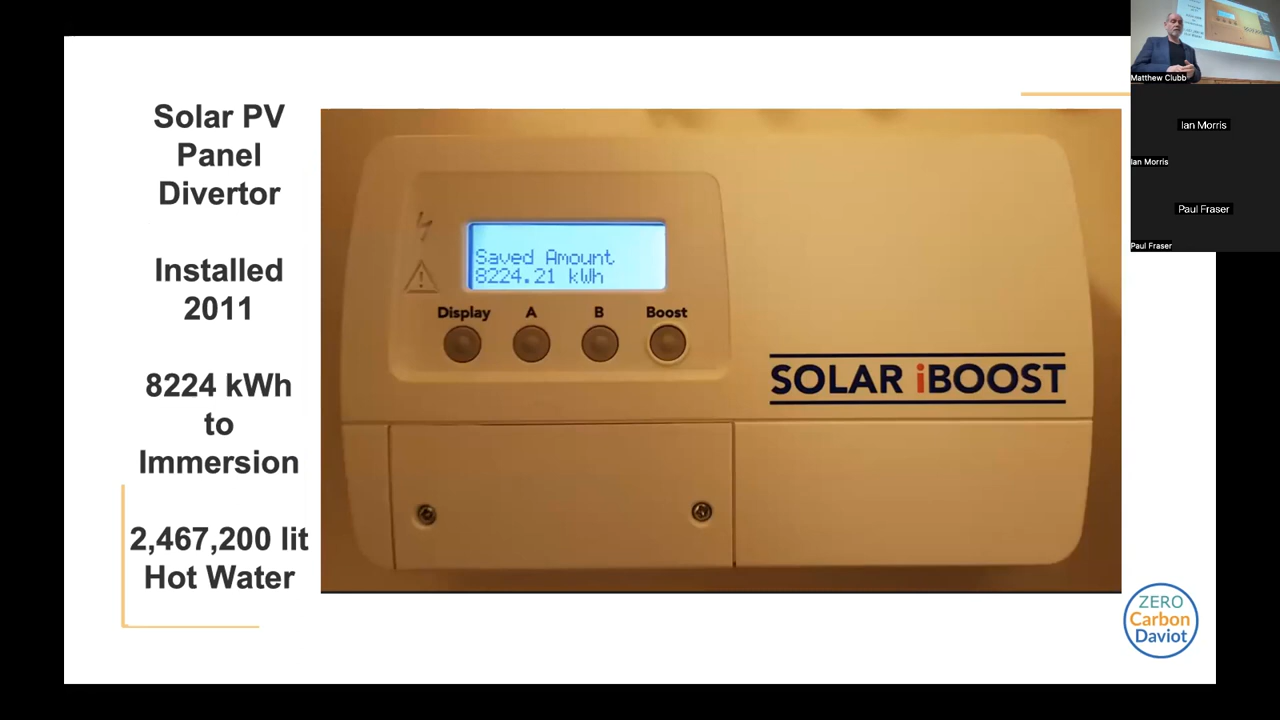 Solar PV
Panel
Divertor
Installed
2011
8224 kWh
to
Immersion
2,467,200 lit
Hot Water
Saved Amount
8224.21 kWh
Display A B Boost
SOLAR iBOOST
ZERO
Carbon
Daviot
Matthew Clubb
Ian Morris
Ian Morris
Paul Fraser
Paul Fraser